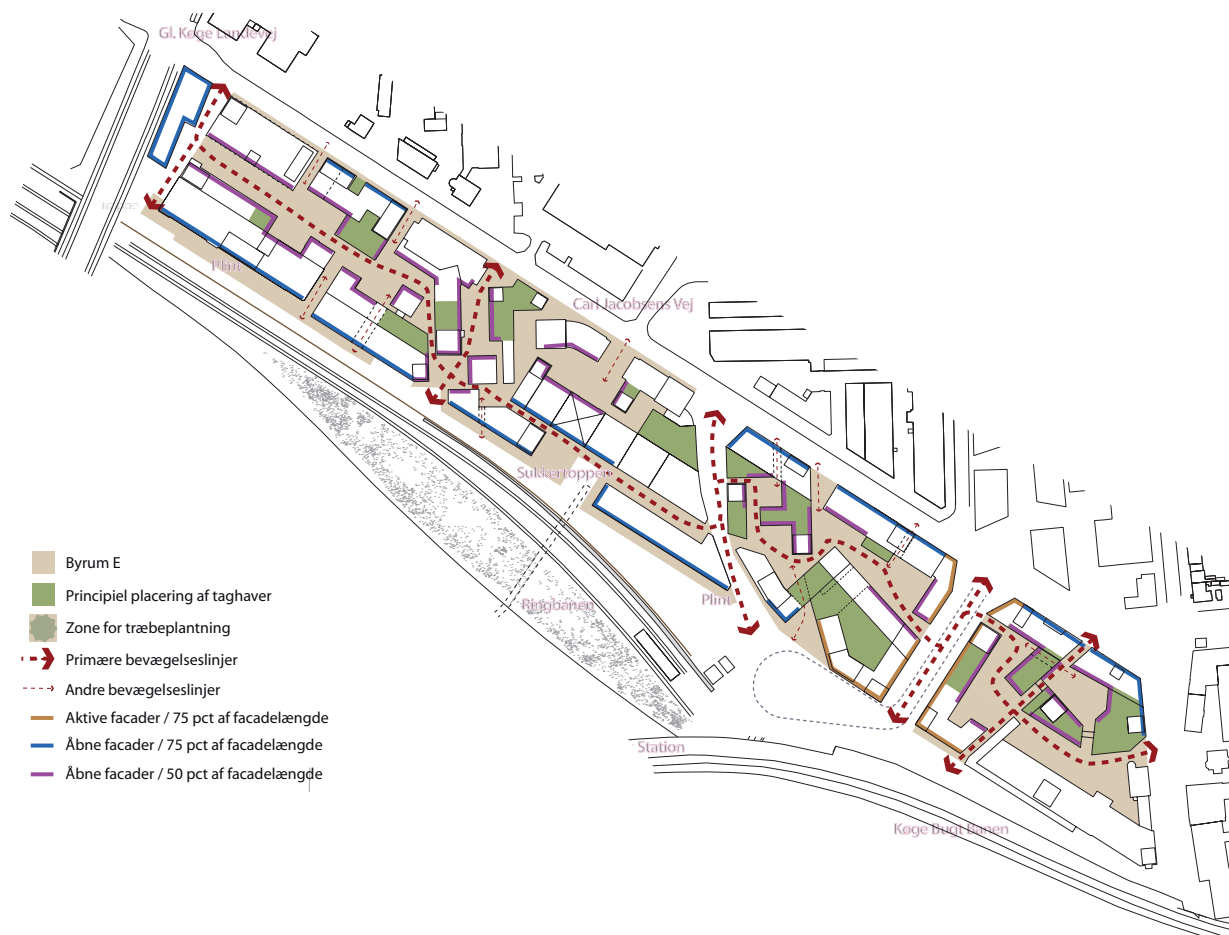 Gl. Køge Landevej
Plint
Carl Jacobsens Vej
Sukkertoppen
Ringbanen
Plint
Station
Køge Bugt Banen
Byrum E
Principiel placering af taghaver
Zone for træbeplantning
Primære bevægelseslinjer
Andre bevægelseslinjer
Aktive facader / 75 pct af facadelængde
Åbne facader / 75 pct af facadelængde
Åbne facader / 50 pct af facadelængde